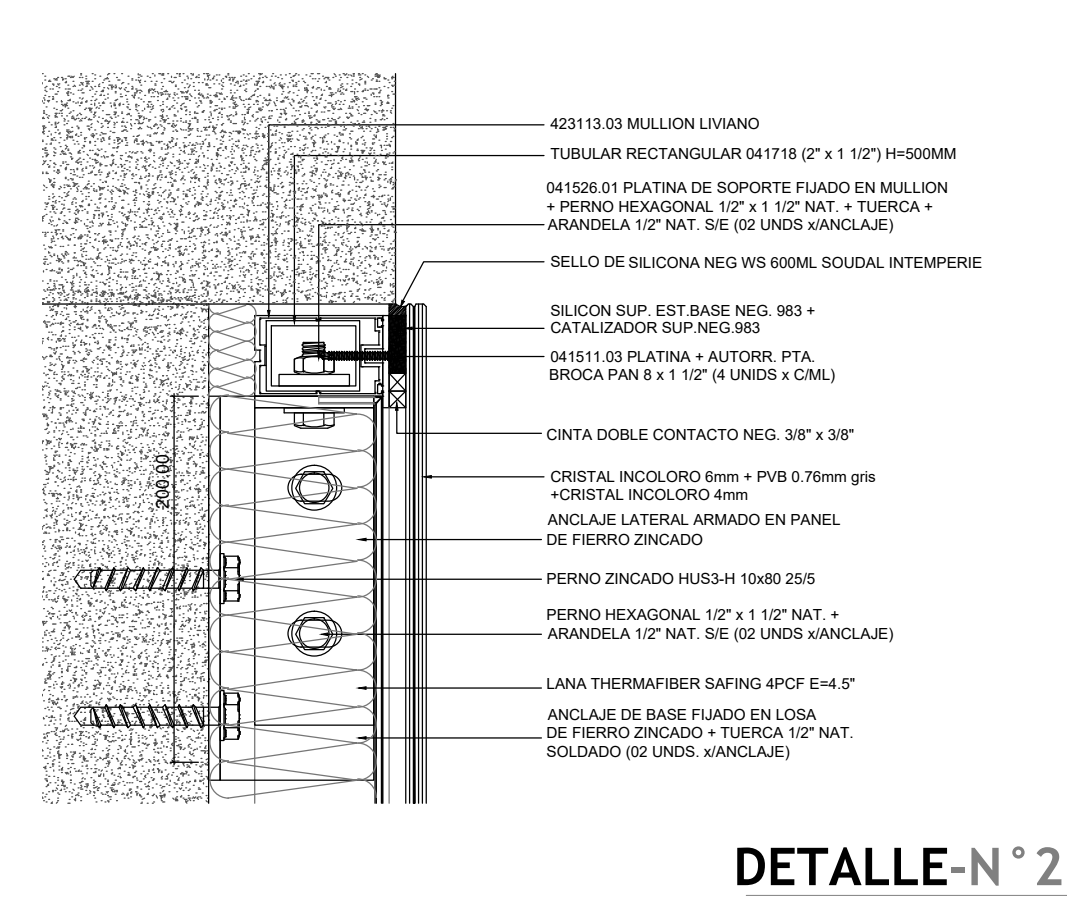 423113.03 MULLION LIVIANO
TUBULAR RECTANGULAR 041718 (2" x 1 1/2") H=500MM
041526.01 PLATINA DE SOPORTE FIJADO EN MULLION
+ PERNO HEXAGONAL 1/2" x 1 1/2" NAT. + TUERCA +
ARANDELA 1/2" NAT. S/E (02 UNDS x/ANCLAJE)
SELLO DE SILICONA NEG WS 600ML SOUDAL INTEMPERIE
SILICON SUP. EST.BASE NEG. 983 +
CATALIZADOR SUP.NEG.983
041511.03 PLATINA + AUTORR. PTA.
BROCA PAN 8 x 1 1/2" (4 UNIDS x C/ML)
CINTA DOBLE CONTACTO NEG. 3/8" x 3/8"
200.00
CRISTAL INCOLORO 6mm + PVB 0.76mm gris
+CRISTAL INCOLORO 4mm
ANCLAJE LATERAL ARMADO EN PANEL
DE FIERRO ZINCADO
PERNO ZINCADO HUS3-H 10x80 25/5
PERNO HEXAGONAL 1/2" x 1 1/2" NAT. +
ARANDELA 1/2" NAT. S/E (02 UNDS x/ANCLAJE)
LANA THERMAFIBER SAFING 4PCF E=4.5"
ANCLAJE DE BASE FIJADO EN LOSA
DE FIERRO ZINCADO + TUERCA 1/2" NAT.
SOLDADO (02 UNDS. x/ANCLAJE)
DETALLE-N°2